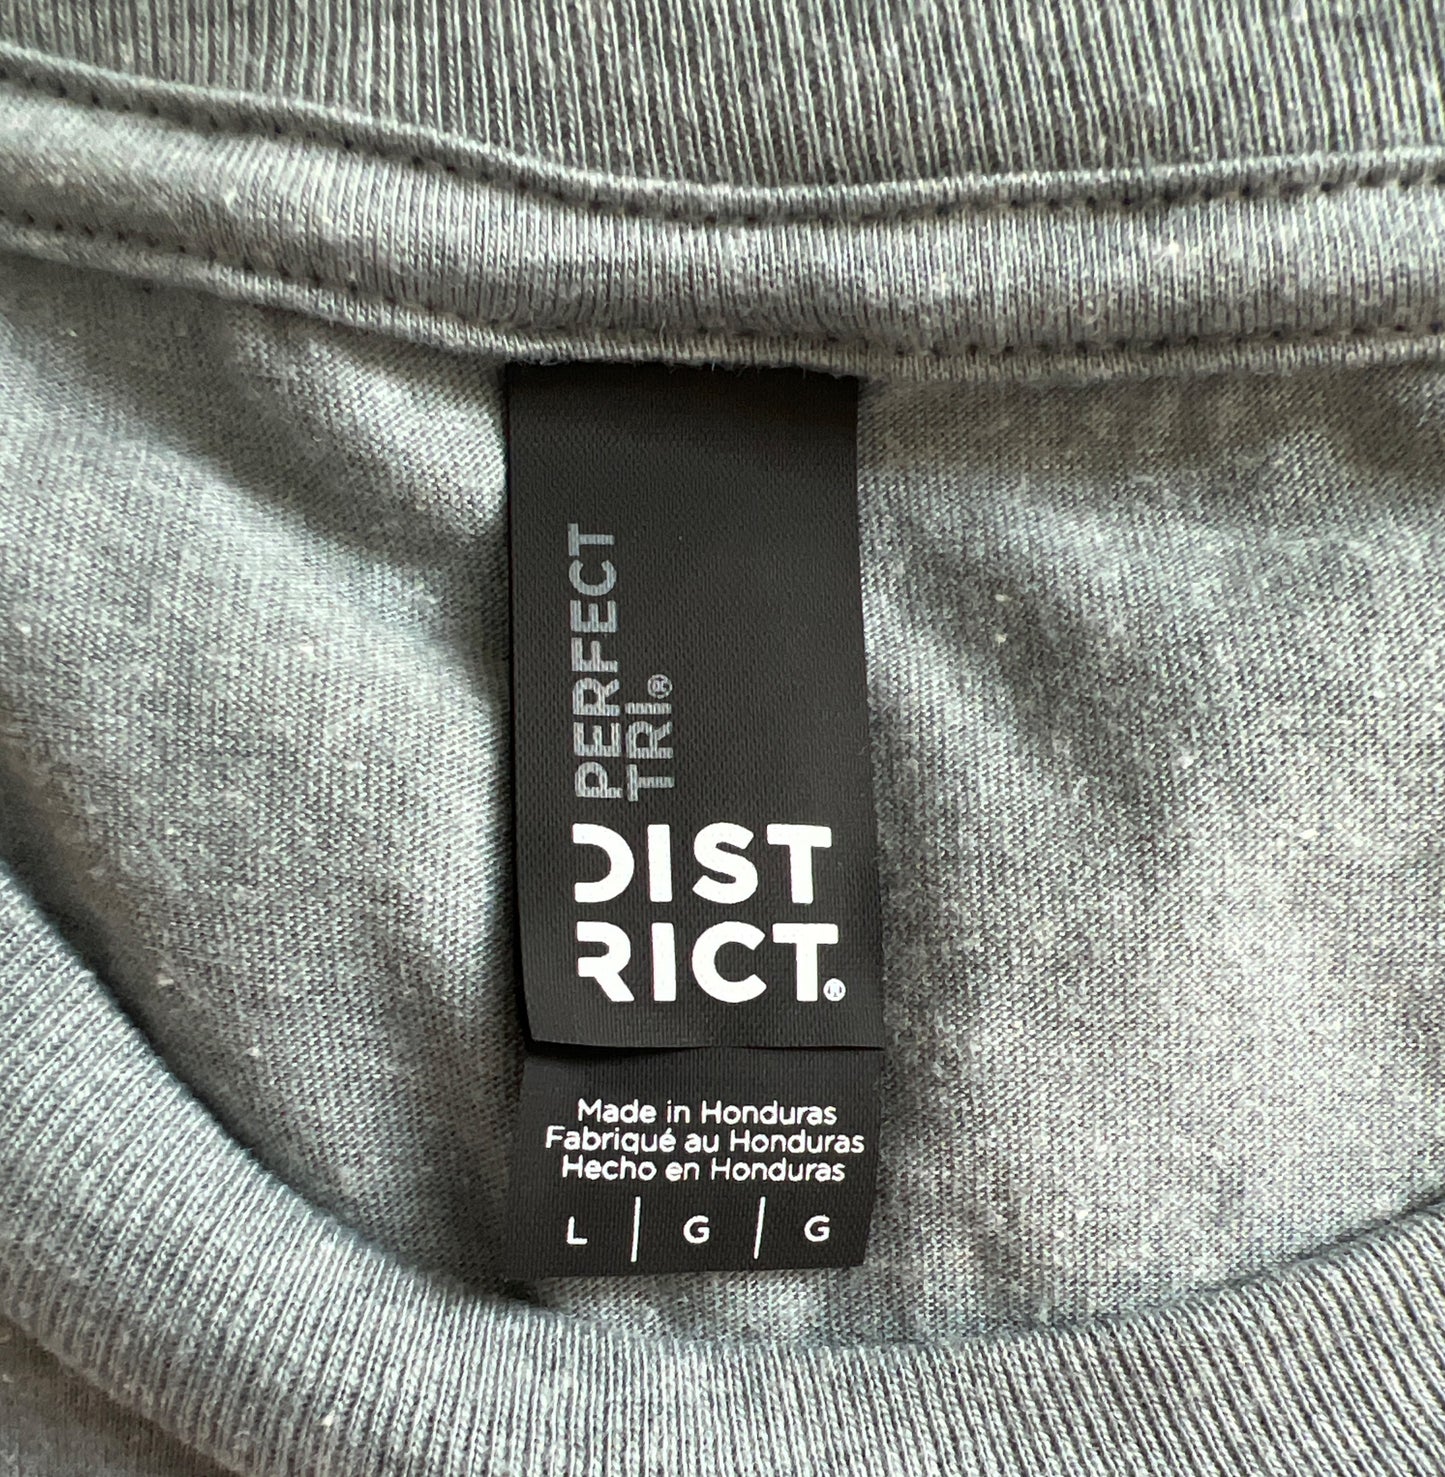 PERFECT
TRI®
DIST
RICT®
Made in Honduras
Fabriqué au Honduras
Hecho en Honduras
L | G | G